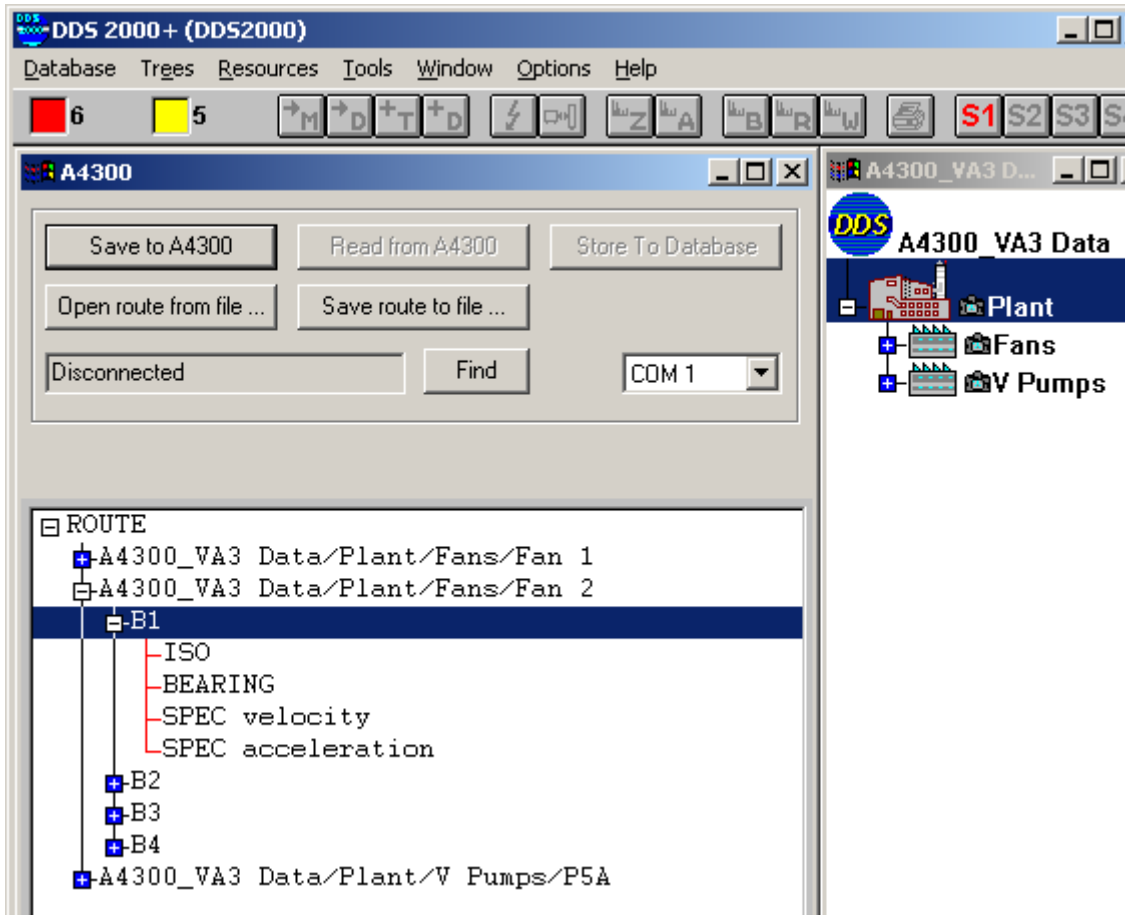 DDS 2000+ (DDS2000)
Database Trees Resources Tools Window Options Help
6 5 M D T D Z A B R W S1 S2 S3 S4
A4300
Save to A4300 Read from A4300 Store To Database
Open route from file ... Save route to file ...
Disconnected Find COM 1
ROUTE
A4300_VA3 Data/Plant/Fans/Fan 1
A4300_VA3 Data/Plant/Fans/Fan 2
B1
ISO
BEARING
SPEC velocity
SPEC acceleration
B2
B3
B4
A4300_VA3 Data/Plant/V Pumps/P5A
A4300_VA3 D...
DDS A4300_VA3 Data
Plant
Fans
V Pumps